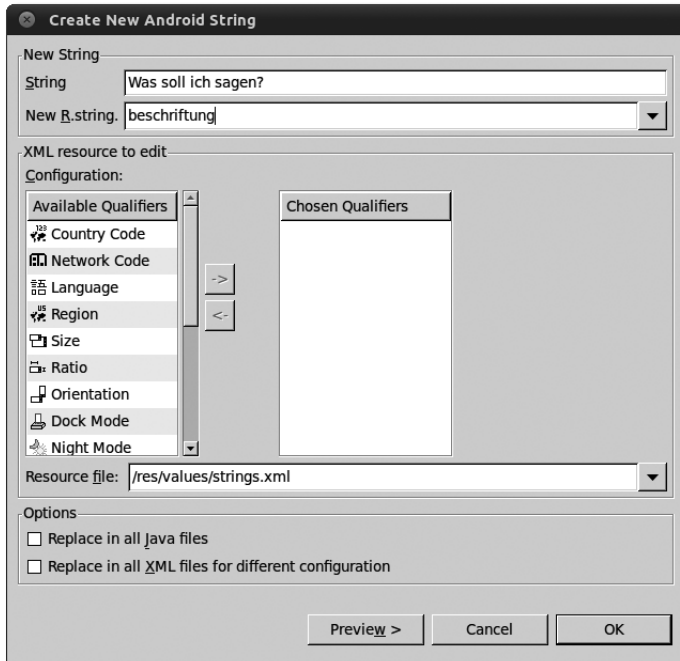 Create New Android String
New String
String Was soll ich sagen?
New R.string. beschriftung
XML resource to edit
Configuration:
Available Qualifiers
Country Code
Network Code
Language
Region
Size
Ratio
Orientation
Dock Mode
Night Mode
->
<-
Chosen Qualifiers
Resource file: /res/values/strings.xml
Options
Replace in all Java files
Replace in all XML files for different configuration
Preview > Cancel OK